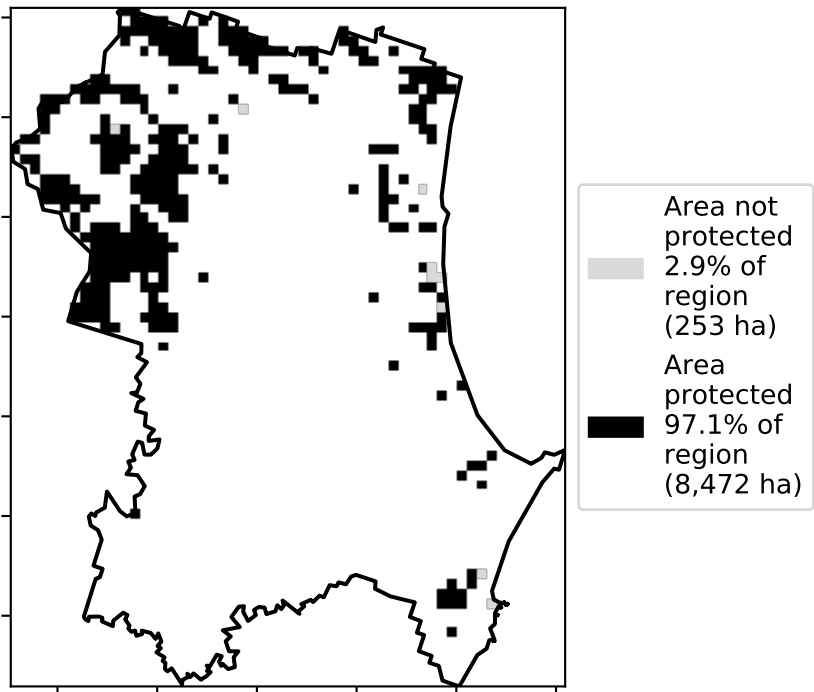 Area not
protected
2.9% of
region
(253 ha)
Area
protected
97.1% of
region
(8,472 ha)